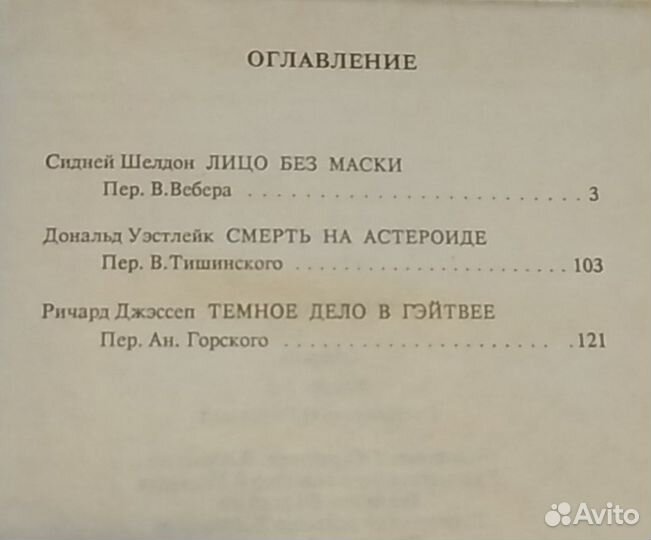 ОГЛАВЛЕНИЕ
Сидней Шелдон ЛИЦО БЕЗ МАСКИ
Пер. В.Вебера . . . . . . . . . . . . . . . . . . . . . . . . 3
Дональд Уэстлейк СМЕРТЬ НА АСТЕРОИДЕ
Пер. В.Тишинского . . . . . . . . . . . . . . . . . . . . 103
Ричард Джэссеп ТЕМНОЕ ДЕЛО В ГЭЙТВЕЕ
Пер. Ан. Горского . . . . . . . . . . . . . . . . . . . . . 121
Avito